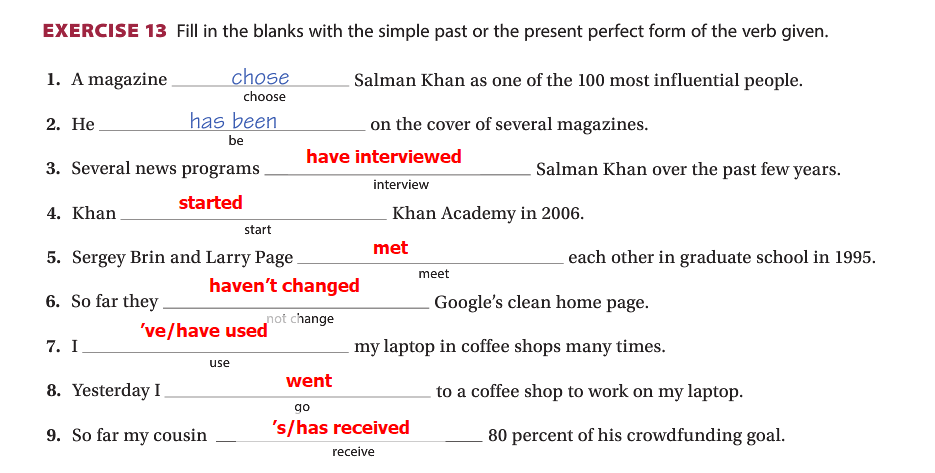 EXERCISE 13 Fill in the blanks with the simple past or the present perfect form of the verb given.
1. A magazine chose Salman Khan as one of the 100 most influential people.
choose
2. He has been on the cover of several magazines.
be
3. Several news programs have interviewed Salman Khan over the past few years.
interview
4. Khan started Khan Academy in 2006.
start
5. Sergey Brin and Larry Page met each other in graduate school in 1995.
meet
6. So far they haven’t changed Google’s clean home page.
not change
7. I ’ve/have used my laptop in coffee shops many times.
use
8. Yesterday I went to a coffee shop to work on my laptop.
go
9. So far my cousin ’s/has received 80 percent of his crowdfunding goal.
receive